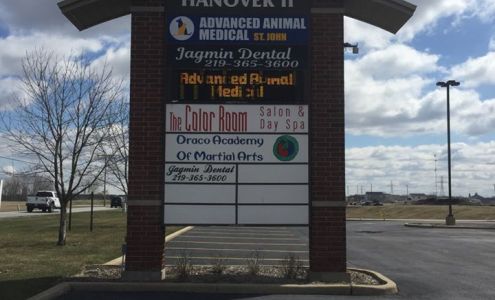 HANOVER II
ADVANCED ANIMAL
MEDICAL ST. JOHN
Jagmin Dental
219-365-3600
Advanced Animal
Medical
The Color Room Salon &
Day Spa
Draco Academy
Of Martial Arts
Jagmin Dental
219-365-3600